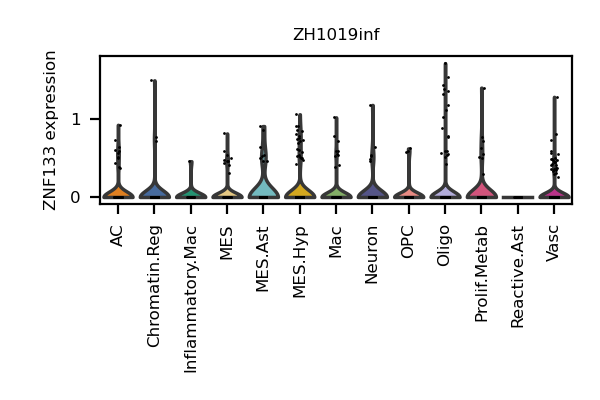 ZH1019inf
ZNF133 expression
1
0
AC
Chromatin.Reg
Inflammatory.Mac
MES
MES.Ast
MES.Hyp
Mac
Neuron
OPC
Oligo
Prolif.Metab
Reactive.Ast
Vasc